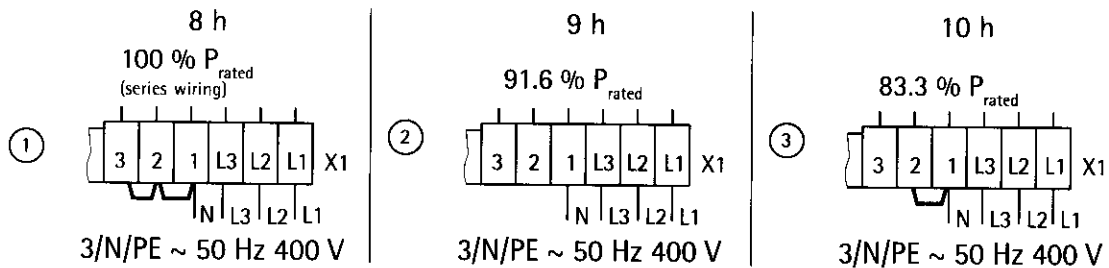 8 h
100 % P rated
(series wiring)
1
3 2 1 L3 L2 L1 X1
N L3 L2 L1
3/N/PE ~ 50 Hz 400 V
9 h
91.6 % P rated
2
3 2 1 L3 L2 L1 X1
N L3 L2 L1
3/N/PE ~ 50 Hz 400 V
10 h
83.3 % P rated
3
3 2 1 L3 L2 L1 X1
N L3 L2 L1
3/N/PE ~ 50 Hz 400 V